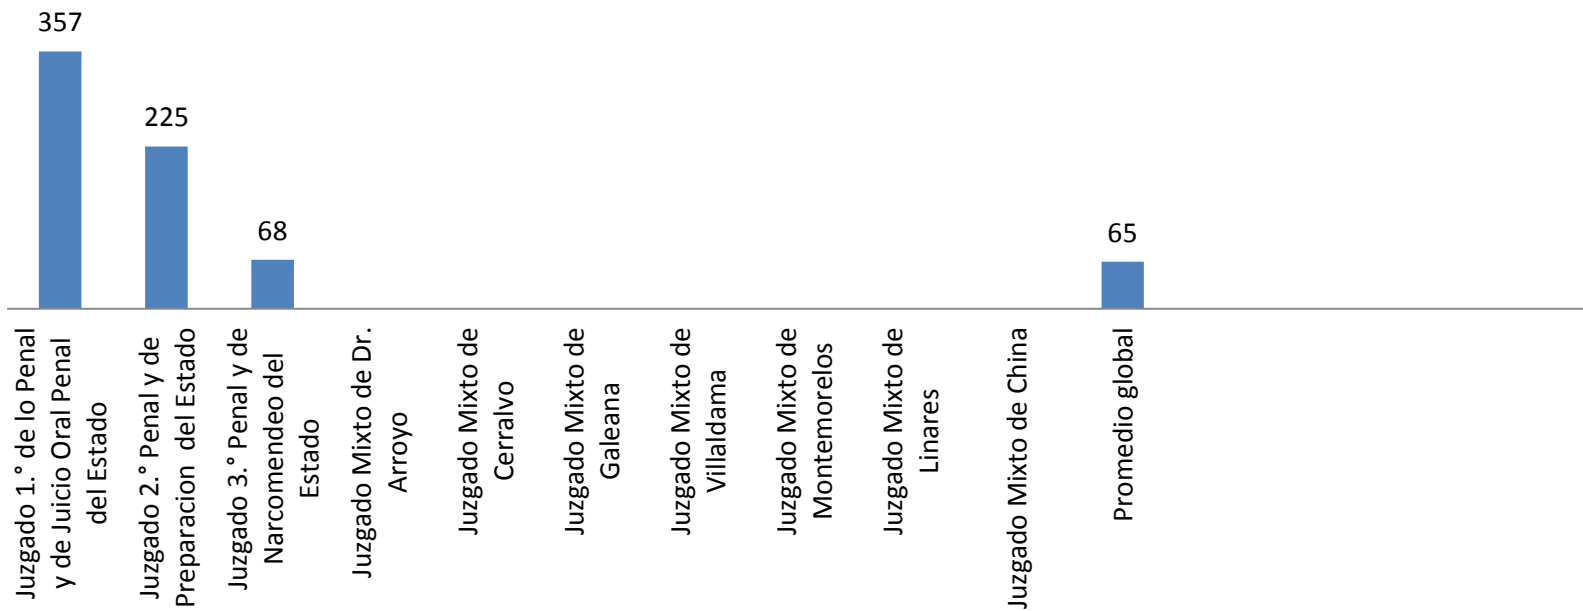 357
225
68
65
Juzgado 1.° de lo Penal
y de Juicio Oral Penal
del Estado
Juzgado 2.° Penal y de
Preparacion del Estado
Juzgado 3.° Penal y de
Narcomendeo del
Estado
Juzgado Mixto de Dr.
Arroyo
Juzgado Mixto de
Cerralvo
Juzgado Mixto de
Galeana
Juzgado Mixto de
Villaldama
Juzgado Mixto de
Montemorelos
Juzgado Mixto de
Linares
Juzgado Mixto de China
Promedio global